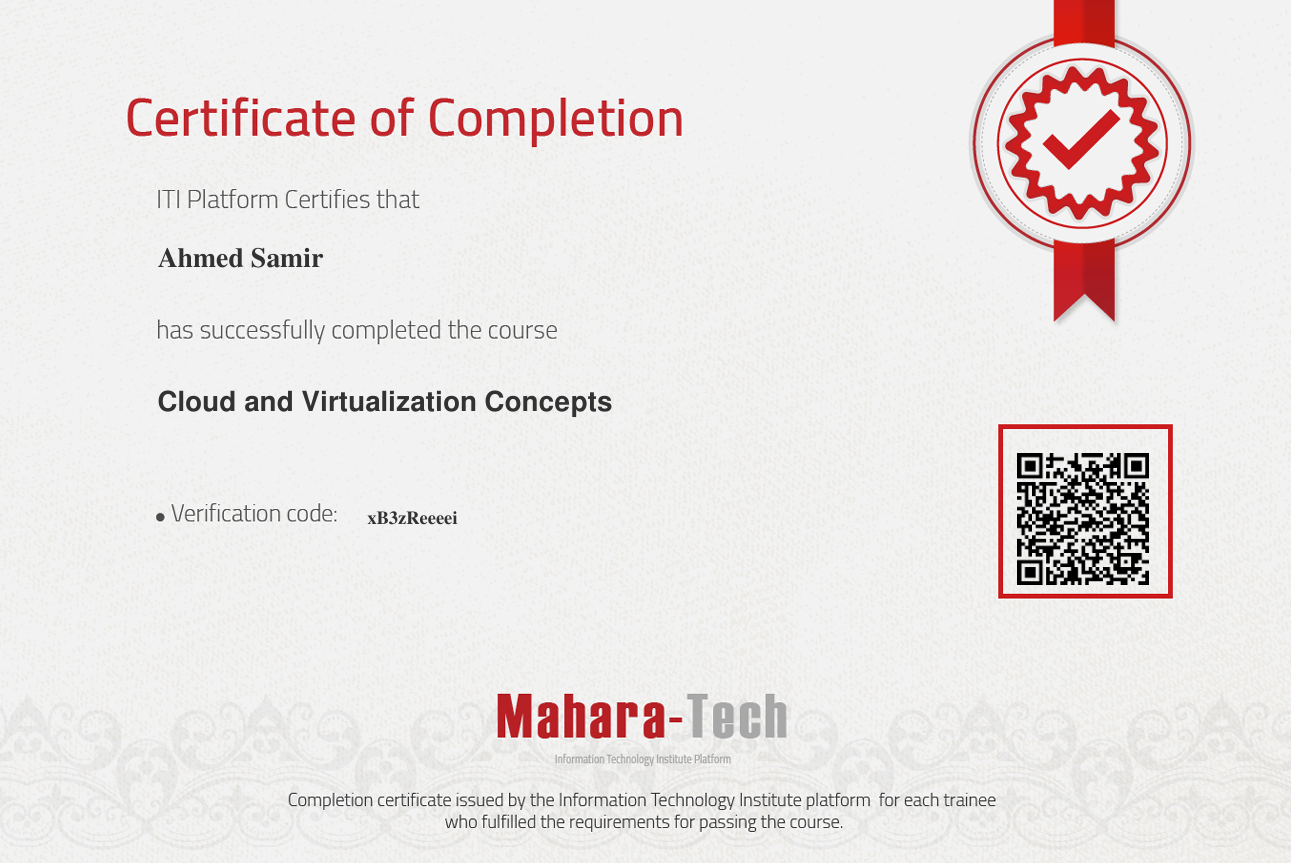 Certificate of Completion
ITI Platform Certifies that
Ahmed Samir
has successfully completed the course
Cloud and Virtualization Concepts
• Verification code: xB3zReeeei
Mahara-Tech
Information Technology Institute Platform
Completion certificate issued by the Information Technology Institute platform for each trainee
who fulfilled the requirements for passing the course.